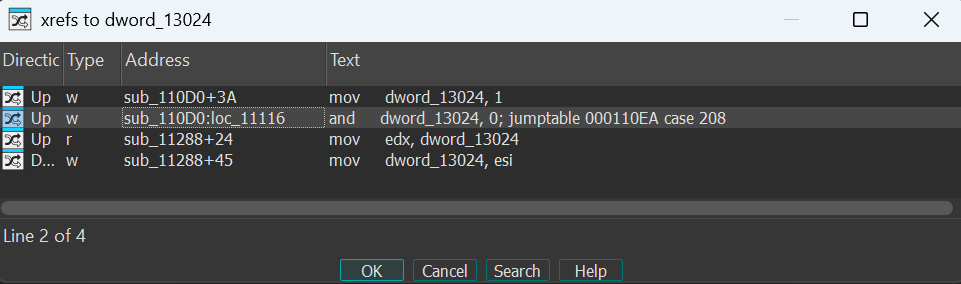 xrefs to dword_13024
Directic Type Address Text
Up w sub_110D0+3A mov dword_13024, 1
Up w sub_110D0:loc_11116 and dword_13024, 0; jumptable 000110EA case 208
Up r sub_11288+24 mov edx, dword_13024
D... w sub_11288+45 mov dword_13024, esi
Line 2 of 4
OK Cancel Search Help